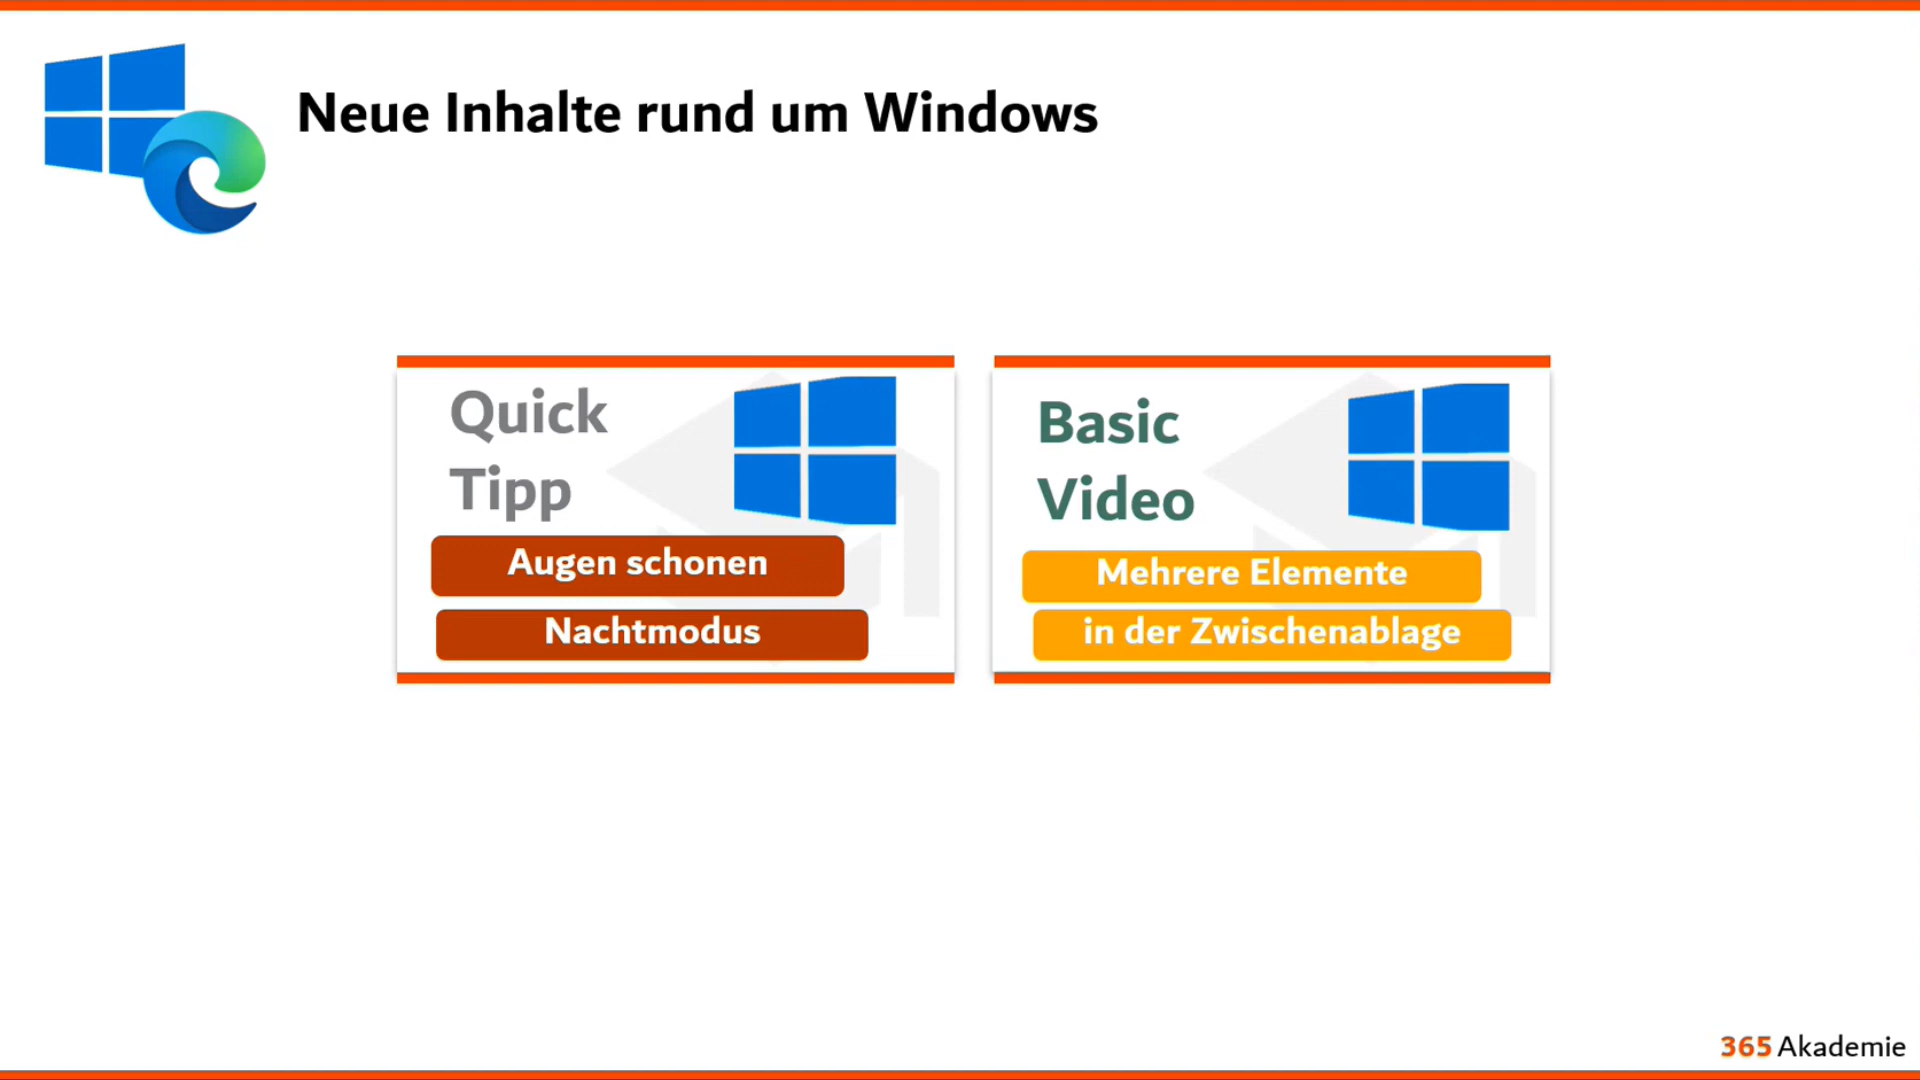 Neue Inhalte rund um Windows
Quick
Tipp
Augen schonen
Nachtmodus
Basic
Video
Mehrere Elemente
in der Zwischenablage
365 Akademie